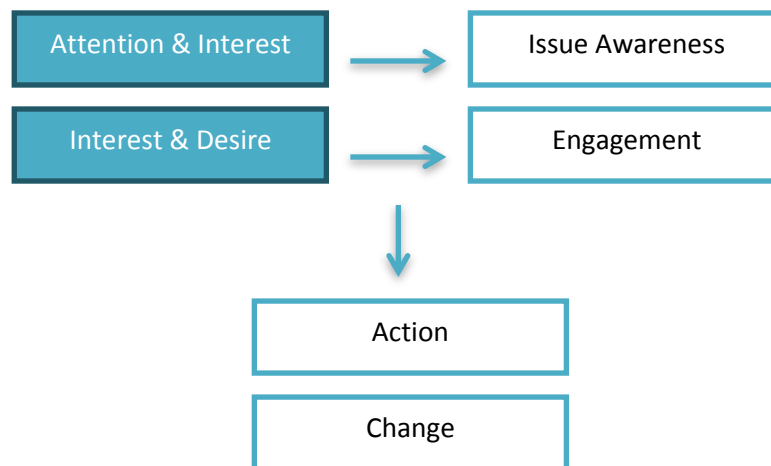 Attention & Interest
Issue Awareness
Interest & Desire
Engagement
Action
Change